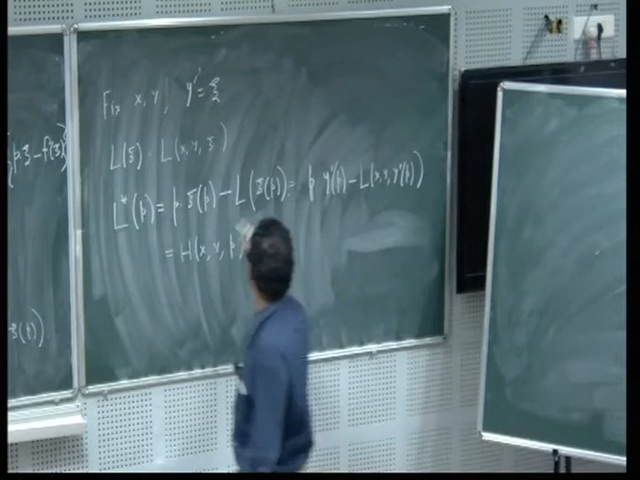 p·ξ – f(ξ)
ξ(p))
Fix x, y, y' = ξ
L(ξ) = L(x, y, ξ)
L*(p) = p·ξ(p) – L(ξ(p)) = p y'(p) – L(x, y, y'(p))
= H(x, y, p)